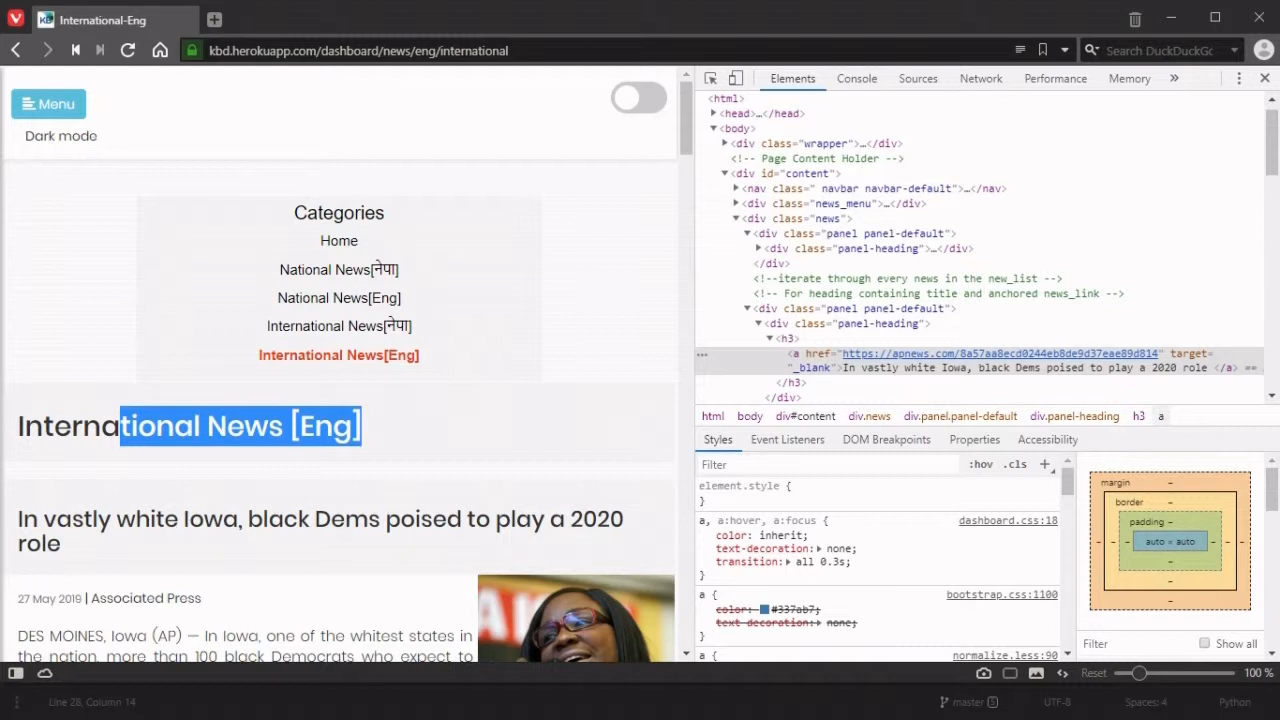 International-Eng
kbd.herokuapp.com/dashboard/news/eng/international
Search DuckDuckGo
Menu
Dark mode
Categories
Home
National News[नेपा]
National News[Eng]
International News[नेपा]
International News[Eng]
International News [Eng]
In vastly white Iowa, black Dems poised to play a 2020
role
27 May 2019 | Associated Press
DES MOINES, Iowa (AP) — In Iowa, one of the whitest states in
the nation, more than 100 black Democrats who expect to
Elements Console Sources Network Performance Memory »
<html>
<head>…</head>
<body>
<div class="wrapper">…</div>
<!-- Page Content Holder -->
<div id="content">
<nav class=" navbar navbar-default">…</nav>
<div class="news_menu">…</div>
<div class="news">
<div class="panel panel-default">
<div class="panel-heading">…</div>
</div>
<!--iterate through every news in the new_list -->
<!-- For heading containing title and anchored news_link -->
<div class="panel panel-default">
<div class="panel-heading">
<h3>
<a href="https://apnews.com/8a57aa8ecd0244eb8de9d37eae89d814" target=
"_blank">In vastly white Iowa, black Dems poised to play a 2020 role </a> ==
</h3>
</div>
html body div#content div.news div.panel.panel-default div.panel-heading h3 a
Styles Event Listeners DOM Breakpoints Properties Accessibility
Filter :hov .cls +
element.style {
}
a, a:hover, a:focus { dashboard.css:18
color: inherit;
text-decoration: none;
transition: all 0.3s;
}
a { bootstrap.css:1100
color: #337ab7;
text-decoration: none;
}
a { normalize.less:90
margin -
border -
padding -
- - - auto × auto - - -
-
-
-
Filter Show all
Reset 100 %
Line 28, Column 14 master 5 UTF-8 Spaces: 4 Python